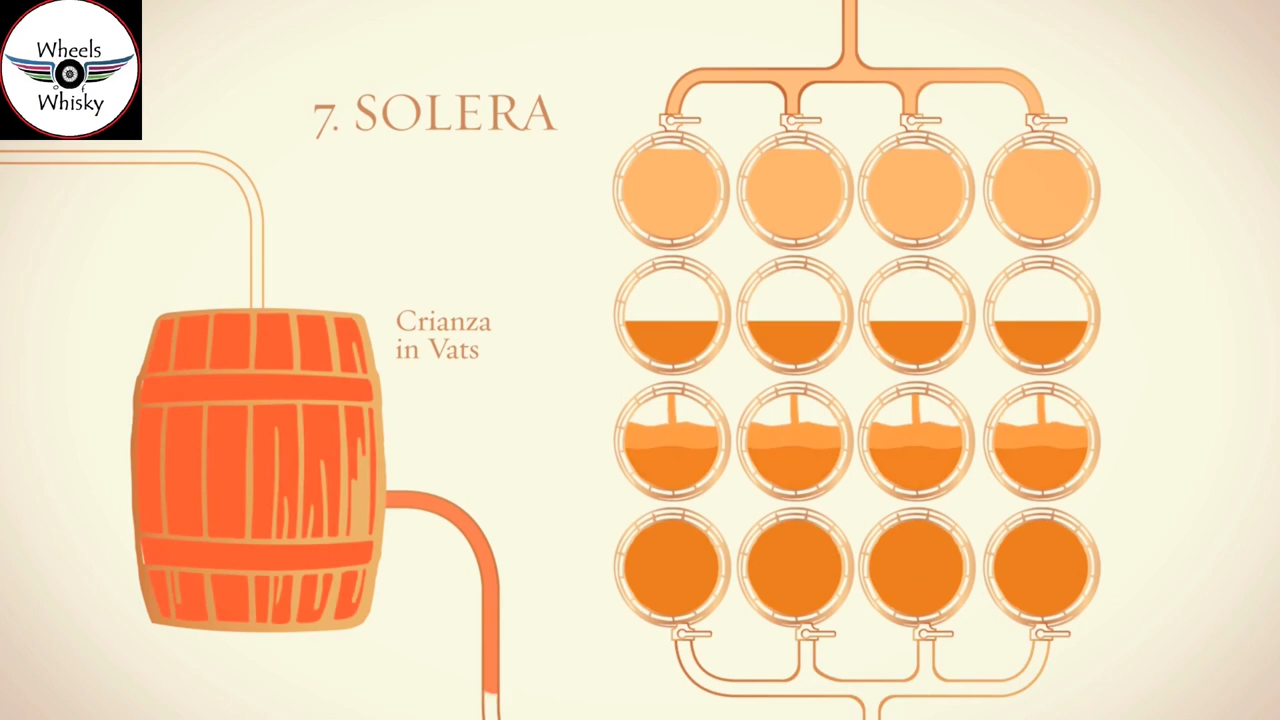 Wheels
of
Whisky
7. SOLERA
Crianza
in Vats